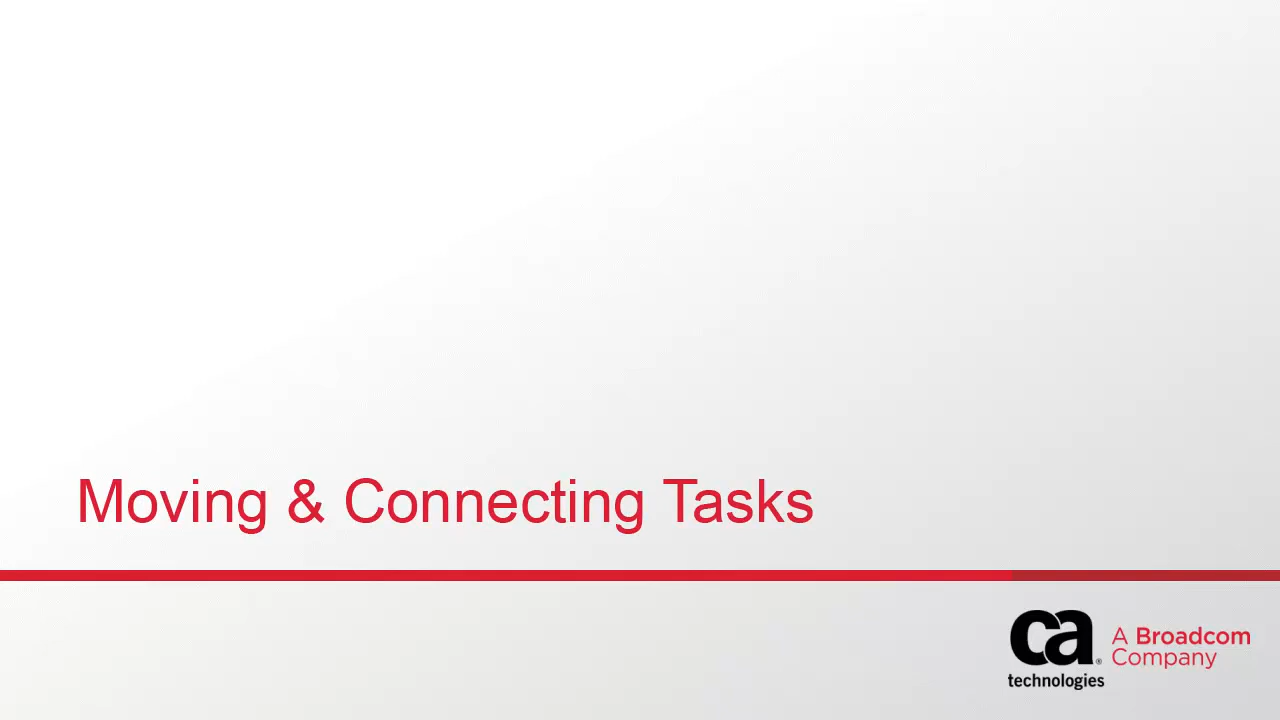 Moving & Connecting Tasks
ca
technologies
A Broadcom
Company